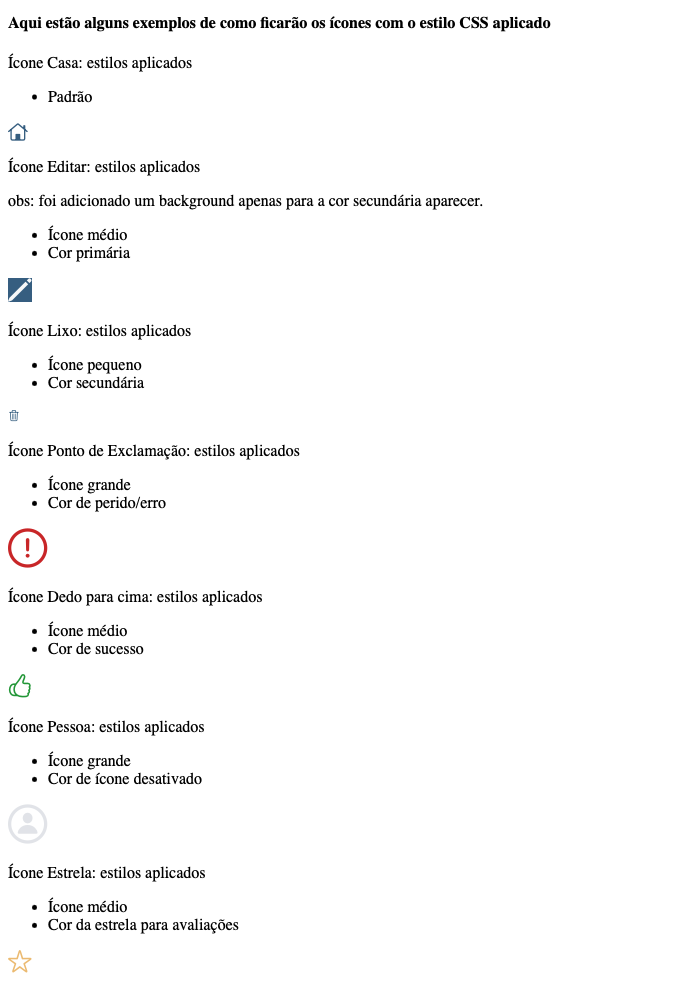 Aqui estão alguns exemplos de como ficarão os ícones com o estilo CSS aplicado
Ícone Casa: estilos aplicados
• Padrão
Ícone Editar: estilos aplicados
obs: foi adicionado um background apenas para a cor secundária aparecer.
• Ícone médio
• Cor primária
Ícone Lixo: estilos aplicados
• Ícone pequeno
• Cor secundária
Ícone Ponto de Exclamação: estilos aplicados
• Ícone grande
• Cor de perido/erro
Ícone Dedo para cima: estilos aplicados
• Ícone médio
• Cor de sucesso
Ícone Pessoa: estilos aplicados
• Ícone grande
• Cor de ícone desativado
Ícone Estrela: estilos aplicados
• Ícone médio
• Cor da estrela para avaliações